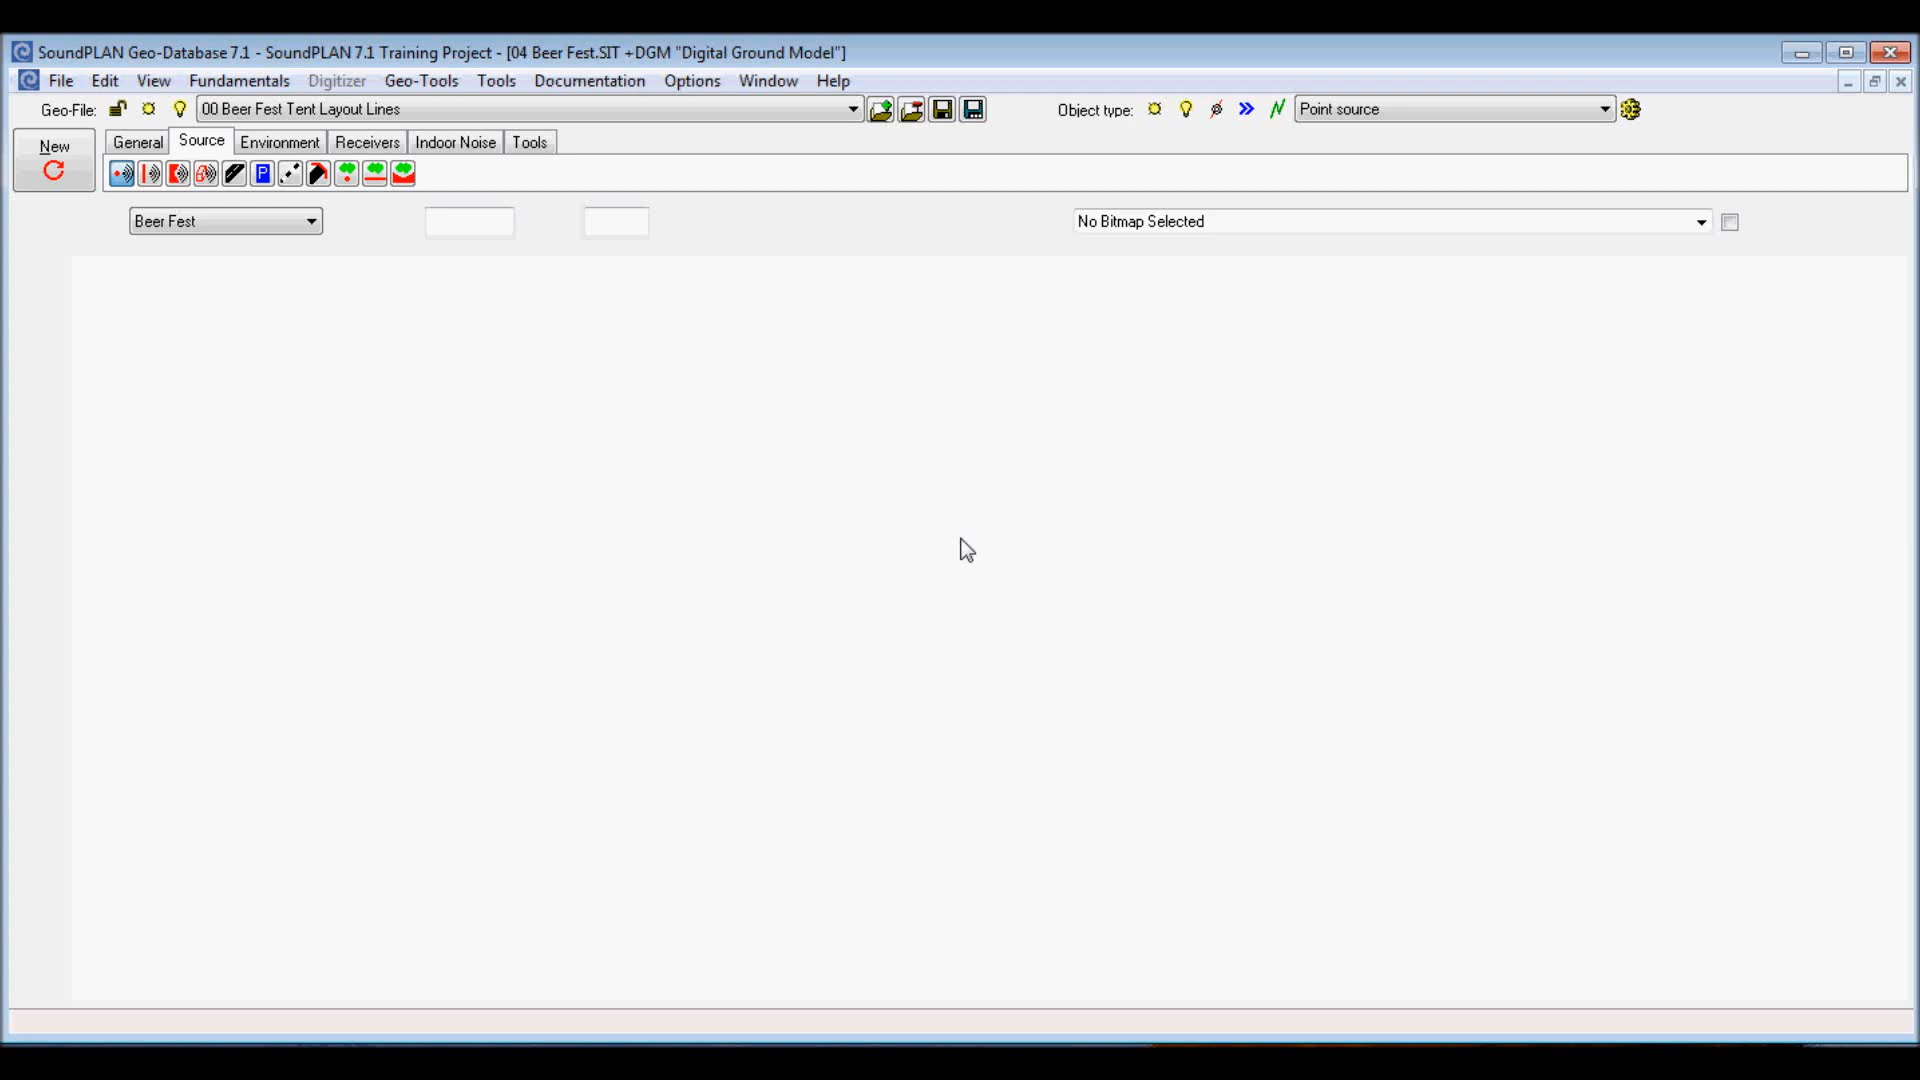 SoundPLAN Geo-Database 7.1 - SoundPLAN 7.1 Training Project - [04 Beer Fest.SIT +DGM "Digital Ground Model"]
File Edit View Fundamentals Digitizer Geo-Tools Tools Documentation Options Window Help
Geo-File: 00 Beer Fest Tent Layout Lines Object type: Point source
New General Source Environment Receivers Indoor Noise Tools
P
Beer Fest No Bitmap Selected